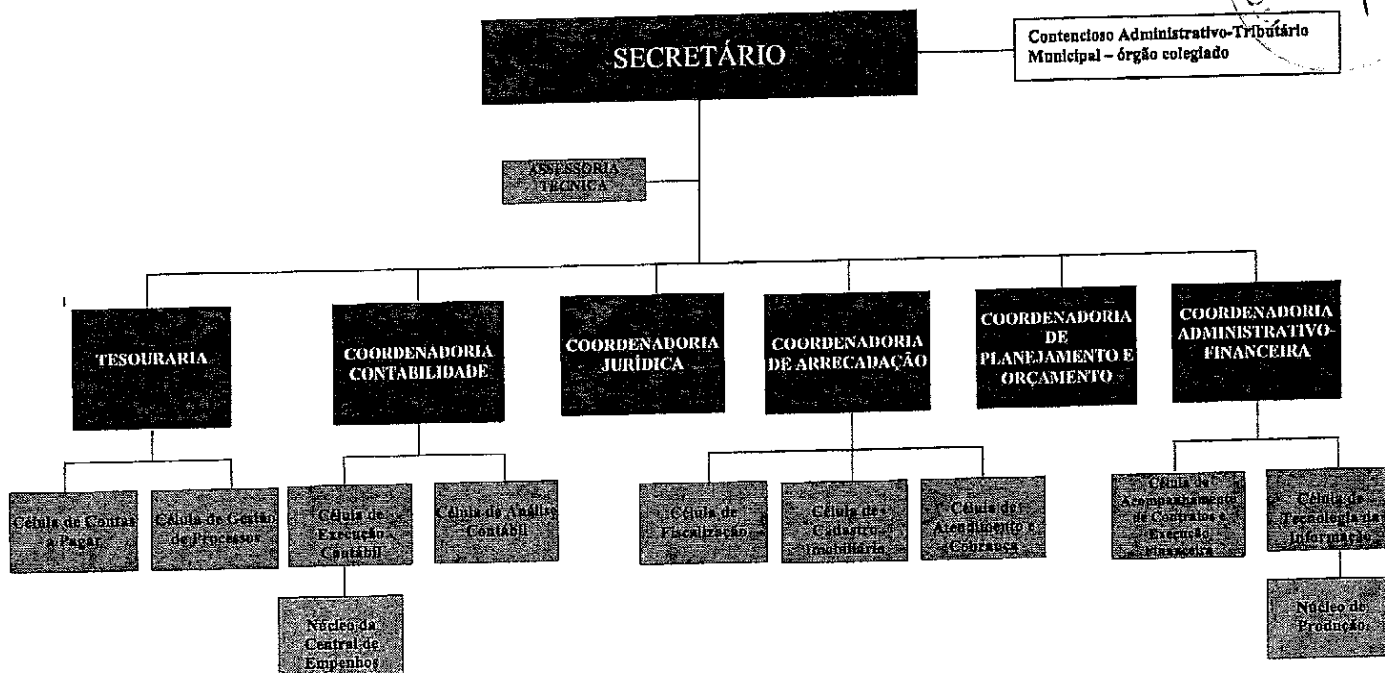 SECRETÁRIO
Contencioso Administrativo-Tributário
Municipal – órgão colegiado
ASSESSORIA
TÉCNICA
TESOURARIA
COORDENADORIA
CONTABILIDADE
COORDENADORIA
JURÍDICA
COORDENADORIA
DE ARRECADAÇÃO
COORDENADORIA
DE
PLANEJAMENTO E
ORÇAMENTO
COORDENADORIA
ADMINISTRATIVO-
FINANCEIRA
Célula de Contas
a Pagar
Célula de Gestão
de Processos
Célula de
Execução
Contábil
Célula de Análise
Contábil
Célula de
Fiscalização
Célula de
Cadastro
Imobiliário
Célula de
Atendimento e
Cobrança
Célula de
Acompanhamento
de Contratos e
Execução
Financeira
Célula de
Tecnologia da
Informação
Núcleo da
Central de
Empenhos
Núcleo de
Produção